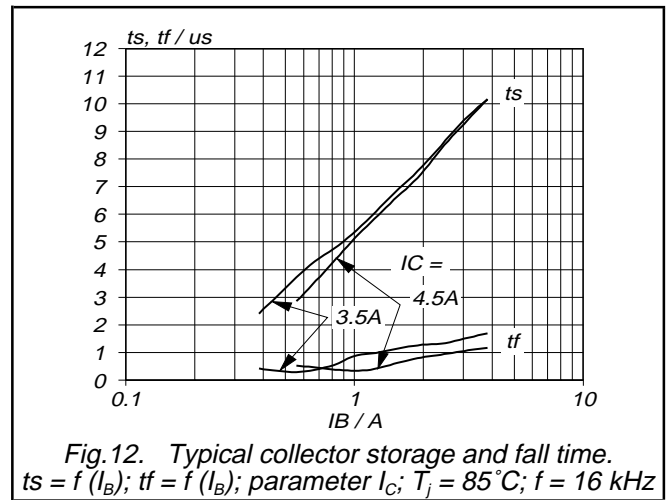 ts, tf / us
12
11
10
9
8
7
6
5
4
3
2
1
0
ts
IC =
4.5A
3.5A
tf
0.1 1 10
IB / A
Fig.12. Typical collector storage and fall time.
ts = f (IB); tf = f (IB); parameter IC; Tj = 85˚C; f = 16 kHz